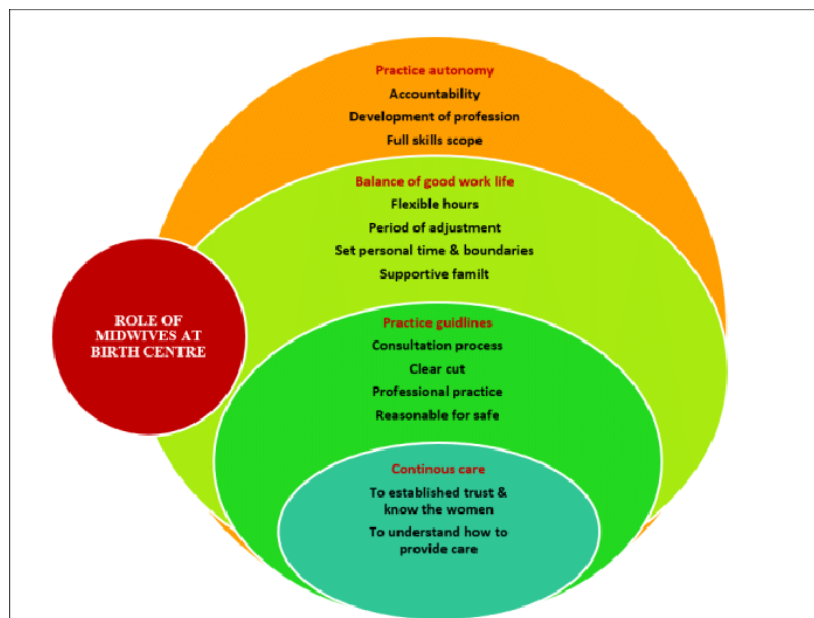 Practice autonomy
Accountability
Development of profession
Full skills scope
Balance of good work life
Flexible hours
Period of adjustment
Set personal time & boundaries
Supportive familt
ROLE OF
MIDWIVES AT
BIRTH CENTRE
Practice guidlines
Consultation process
Clear cut
Professional practice
Reasonable for safe
Continous care
To established trust &
know the women
To understand how to
provide care